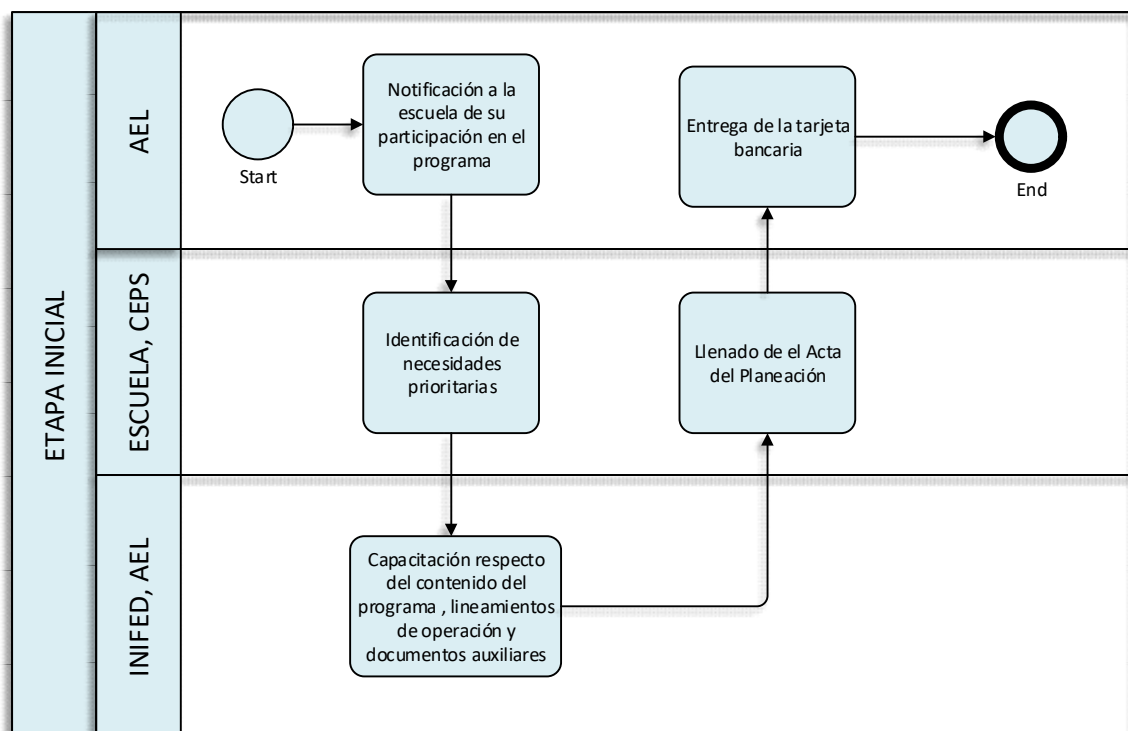 ETAPA INICIAL
AEL
Start
Notificación a la
escuela de su
participación en el
programa
Entrega de la tarjeta
bancaria
End
ESCUELA, CEPS
Identificación de
necesidades
prioritarias
Llenado de el Acta
del Planeación
INIFED, AEL
Capacitación respecto
del contenido del
programa , lineamientos
de operación y
documentos auxiliares